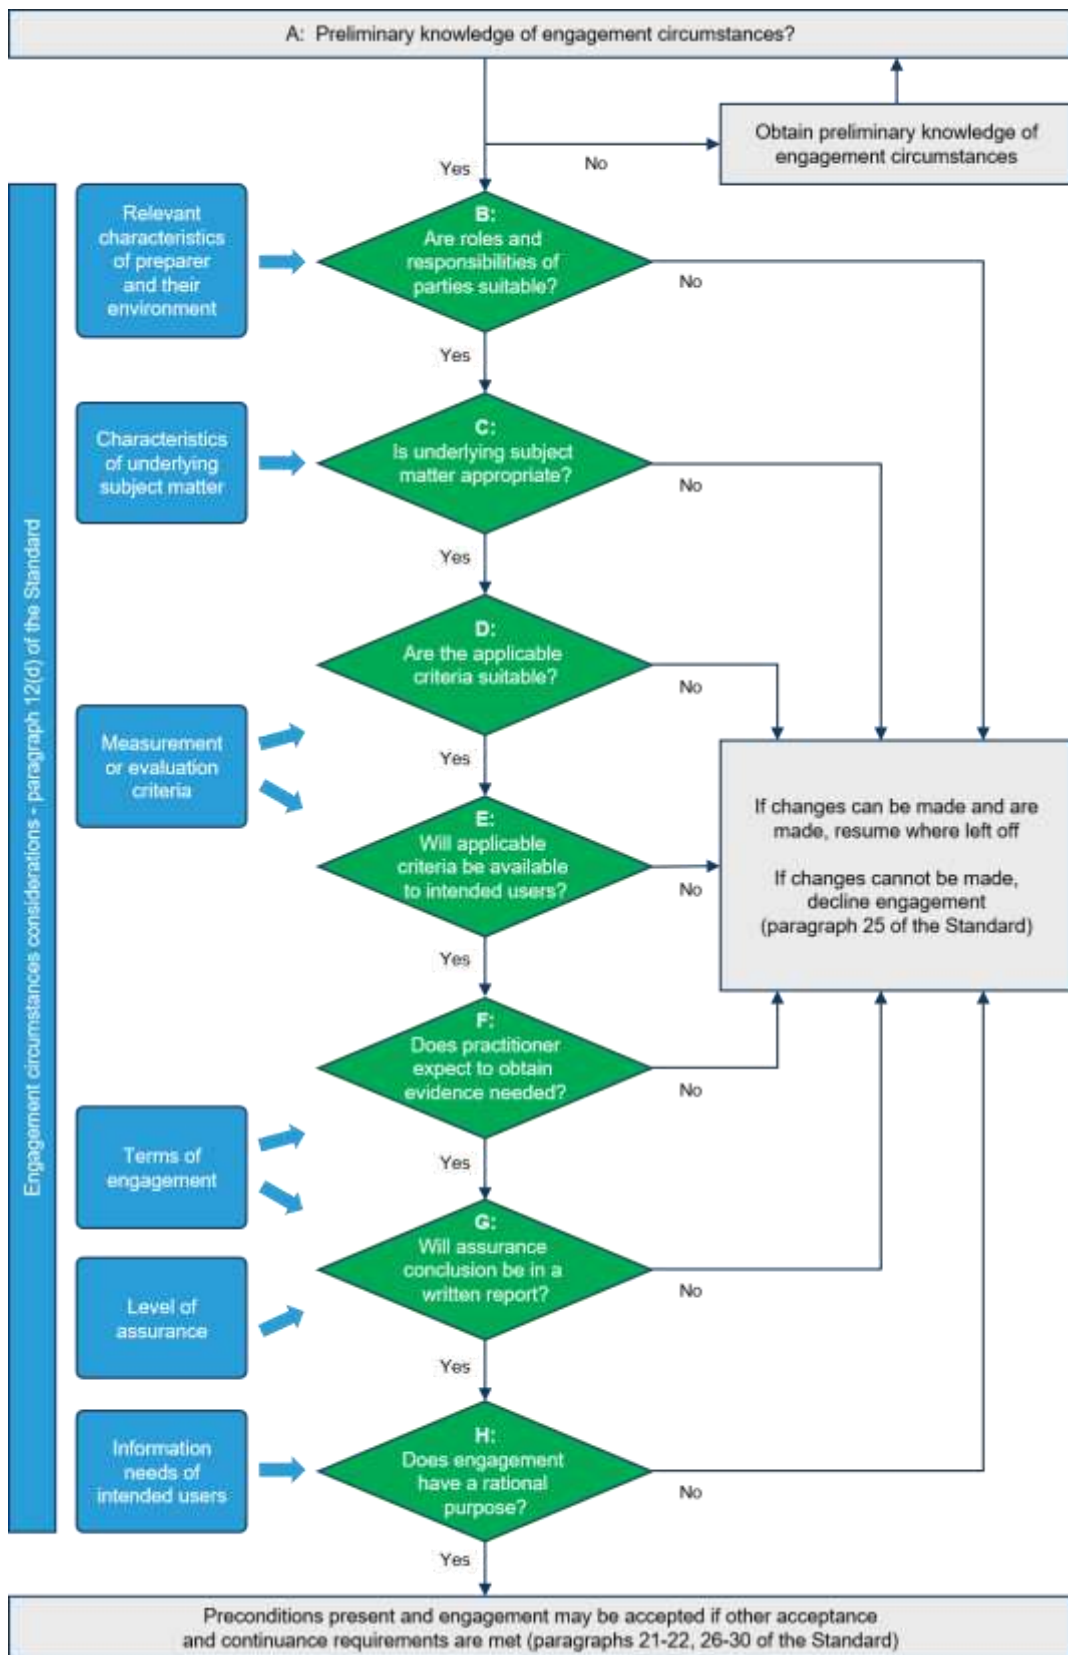 A: Preliminary knowledge of engagement circumstances?
Obtain preliminary knowledge of
engagement circumstances
No
Yes
Engagement circumstances considerations - paragraph 12(d) of the Standard
Relevant
characteristics
of preparer
and their
environment
B:
Are roles and
responsibilities of
parties suitable?
No
Yes
Characteristics
of underlying
subject matter
C:
Is underlying subject
matter appropriate?
No
Yes
D:
Are the applicable
criteria suitable?
No
Yes
Measurement
or evaluation
criteria
E:
Will applicable
criteria be available
to intended users?
No
Yes
If changes can be made and are
made, resume where left off
If changes cannot be made,
decline engagement
(paragraph 25 of the Standard)
F:
Does practitioner
expect to obtain
evidence needed?
No
Yes
Terms of
engagement
G:
Will assurance
conclusion be in a
written report?
No
Yes
Level of
assurance
Information
needs of
intended users
H:
Does engagement
have a rational
purpose?
No
Yes
Preconditions present and engagement may be accepted if other acceptance
and continuance requirements are met (paragraphs 21-22, 26-30 of the Standard)